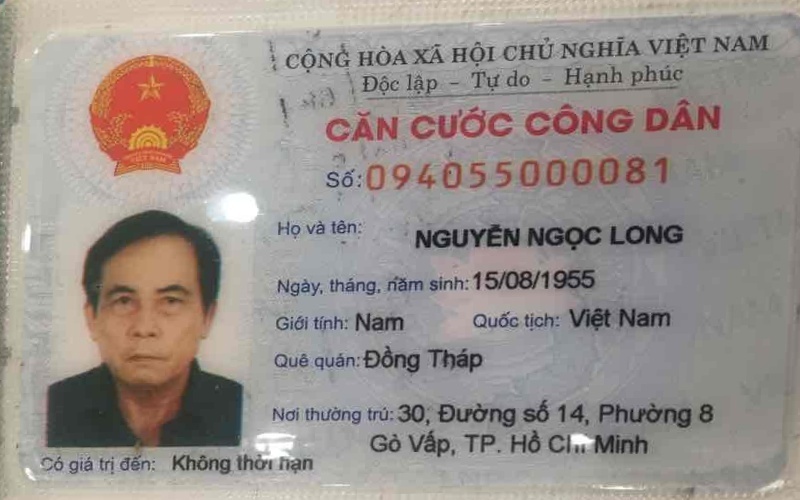 CỘNG HÒA XÃ HỘI CHỦ NGHĨA VIỆT NAM
Độc lập – Tự do – Hạnh phúc
CĂN CƯỚC CÔNG DÂN
Số: 094055000081
Họ và tên: NGUYỄN NGỌC LONG
Ngày, tháng, năm sinh: 15/08/1955
Giới tính: Nam Quốc tịch: Việt Nam
Quê quán: Đồng Tháp
Nơi thường trú: 30, Đường số 14, Phường 8
Gò Vấp, TP. Hồ Chí Minh
Có giá trị đến: Không thời hạn
VIỆT NAM